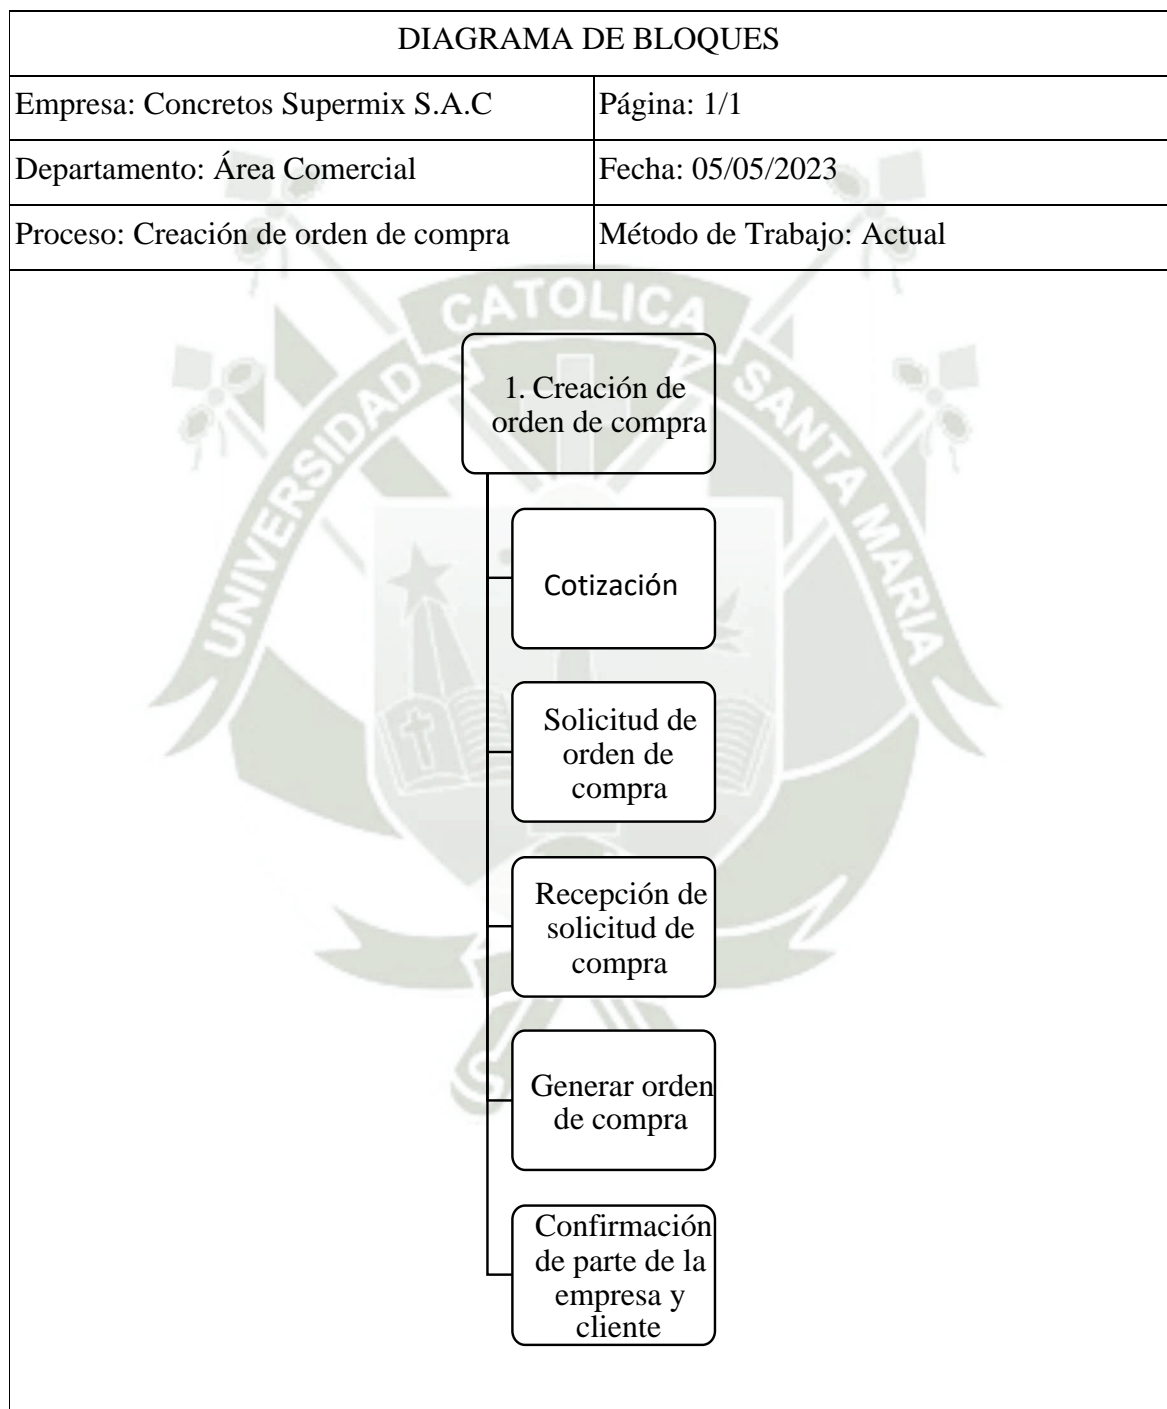 DIAGRAMA DE BLOQUES
Empresa: Concretos Supermix S.A.C
Página: 1/1
Departamento: Área Comercial
Fecha: 05/05/2023
Proceso: Creación de orden de compra
Método de Trabajo: Actual
CATOLICA
UNIVERSIDAD
SANTA MARIA
1. Creación de
orden de compra
Cotización
Solicitud de
orden de
compra
Recepción de
solicitud de
compra
Generar orden
de compra
Confirmación
de parte de la
empresa y
cliente